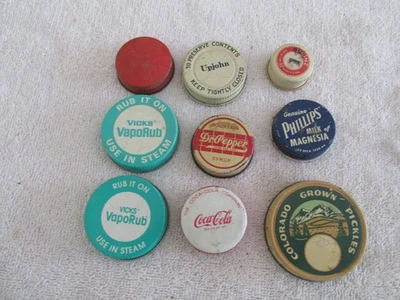 TO PRESERVE CONTENTS
Upjohn
KEEP TIGHTLY CLOSED
RUB IT ON
VICKS®
VapoRub®
USE IN STEAM
Dr.Pepper
SYRUP
Genuine
PHILLIPS'
MILK OF
MAGNESIA
RUB IT ON
VICKS®
VapoRub®
USE IN STEAM
Coca-Cola
COLORADO GROWN PICKLES